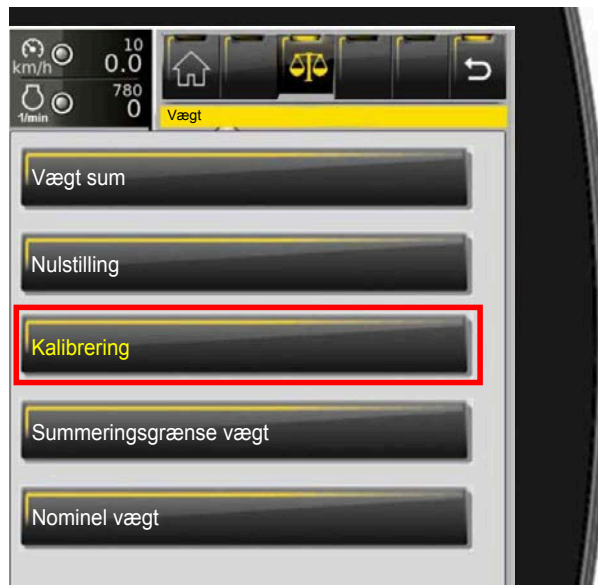 10
km/h 0.0
780
1/min 0
Vægt
Vægt sum
Nulstilling
Kalibrering
Summeringsgrænse vægt
Nominel vægt